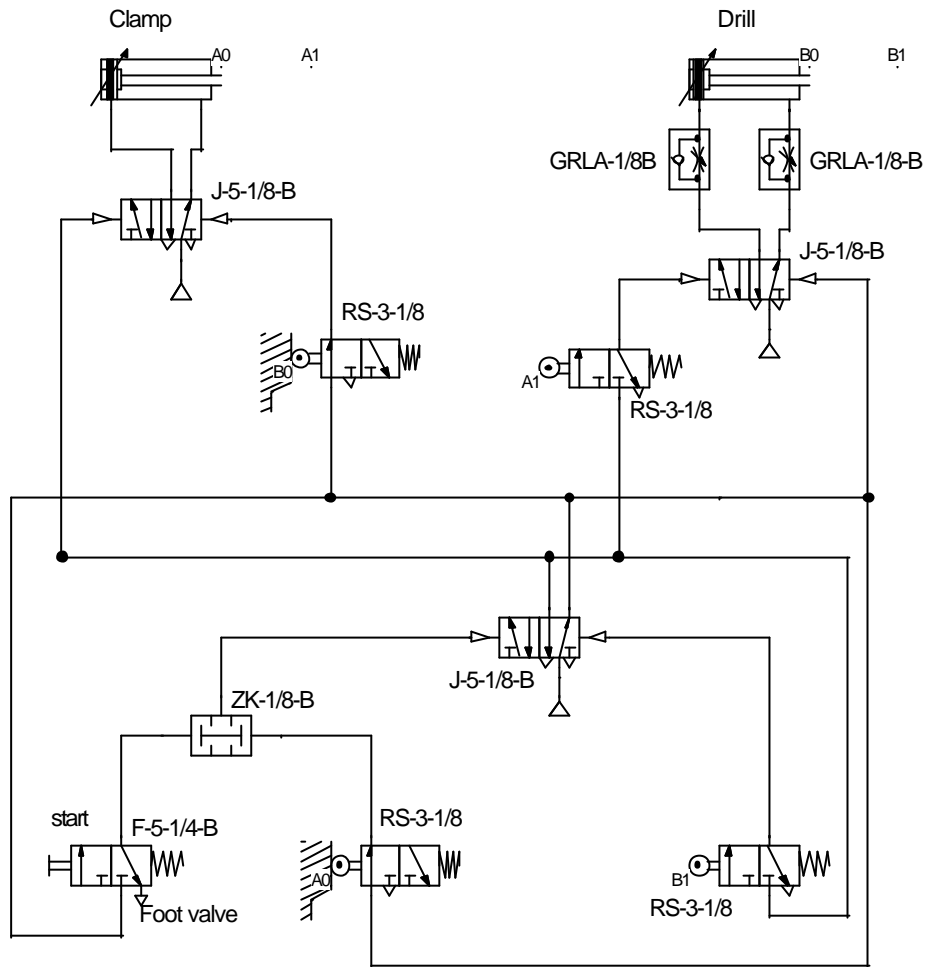 Clamp
Drill
A0
A1
B0
B1
GRLA-1/8B
GRLA-1/8-B
J-5-1/8-B
J-5-1/8-B
RS-3-1/8
B0
A1
RS-3-1/8
J-5-1/8-B
ZK-1/8-B
start
F-5-1/4-B
RS-3-1/8
A0
B1
RS-3-1/8
Foot valve